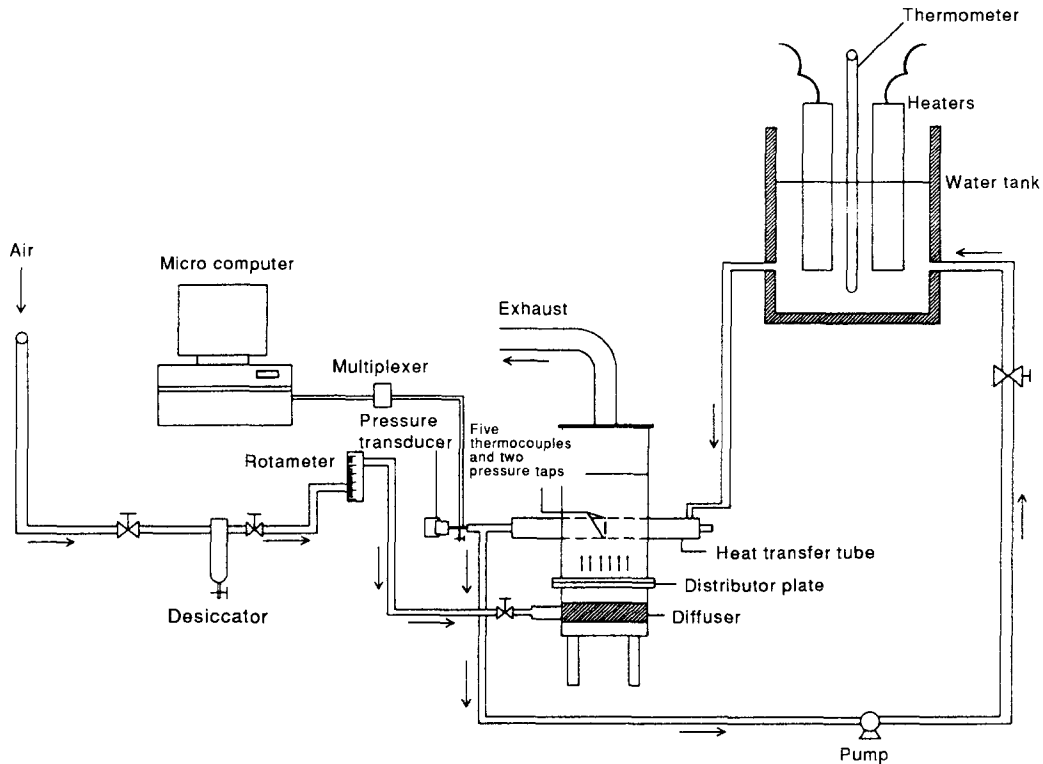 Thermometer
Heaters
Water tank
Air
Micro computer
Exhaust
Multiplexer
Pressure
transducer
Five
thermocouples
and two
pressure taps
Rotameter
Heat transfer tube
Distributor plate
Desiccator
Diffuser
Pump